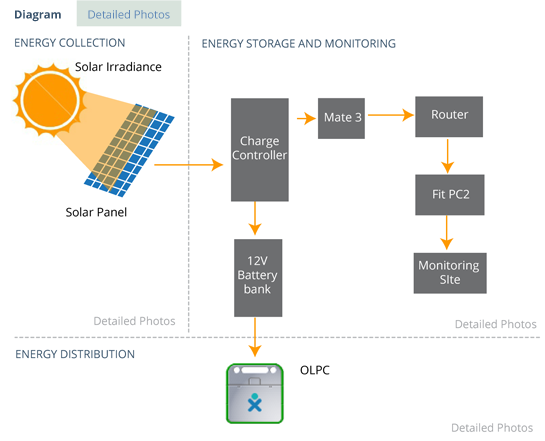 Diagram
Detailed Photos
ENERGY COLLECTION
ENERGY STORAGE AND MONITORING
Solar Irradiance
Solar Panel
Charge
Controller
Mate 3
Router
Fit PC2
Monitoring
SIte
12V
Battery
bank
Detailed Photos
Detailed Photos
ENERGY DISTRIBUTION
OLPC
Detailed Photos